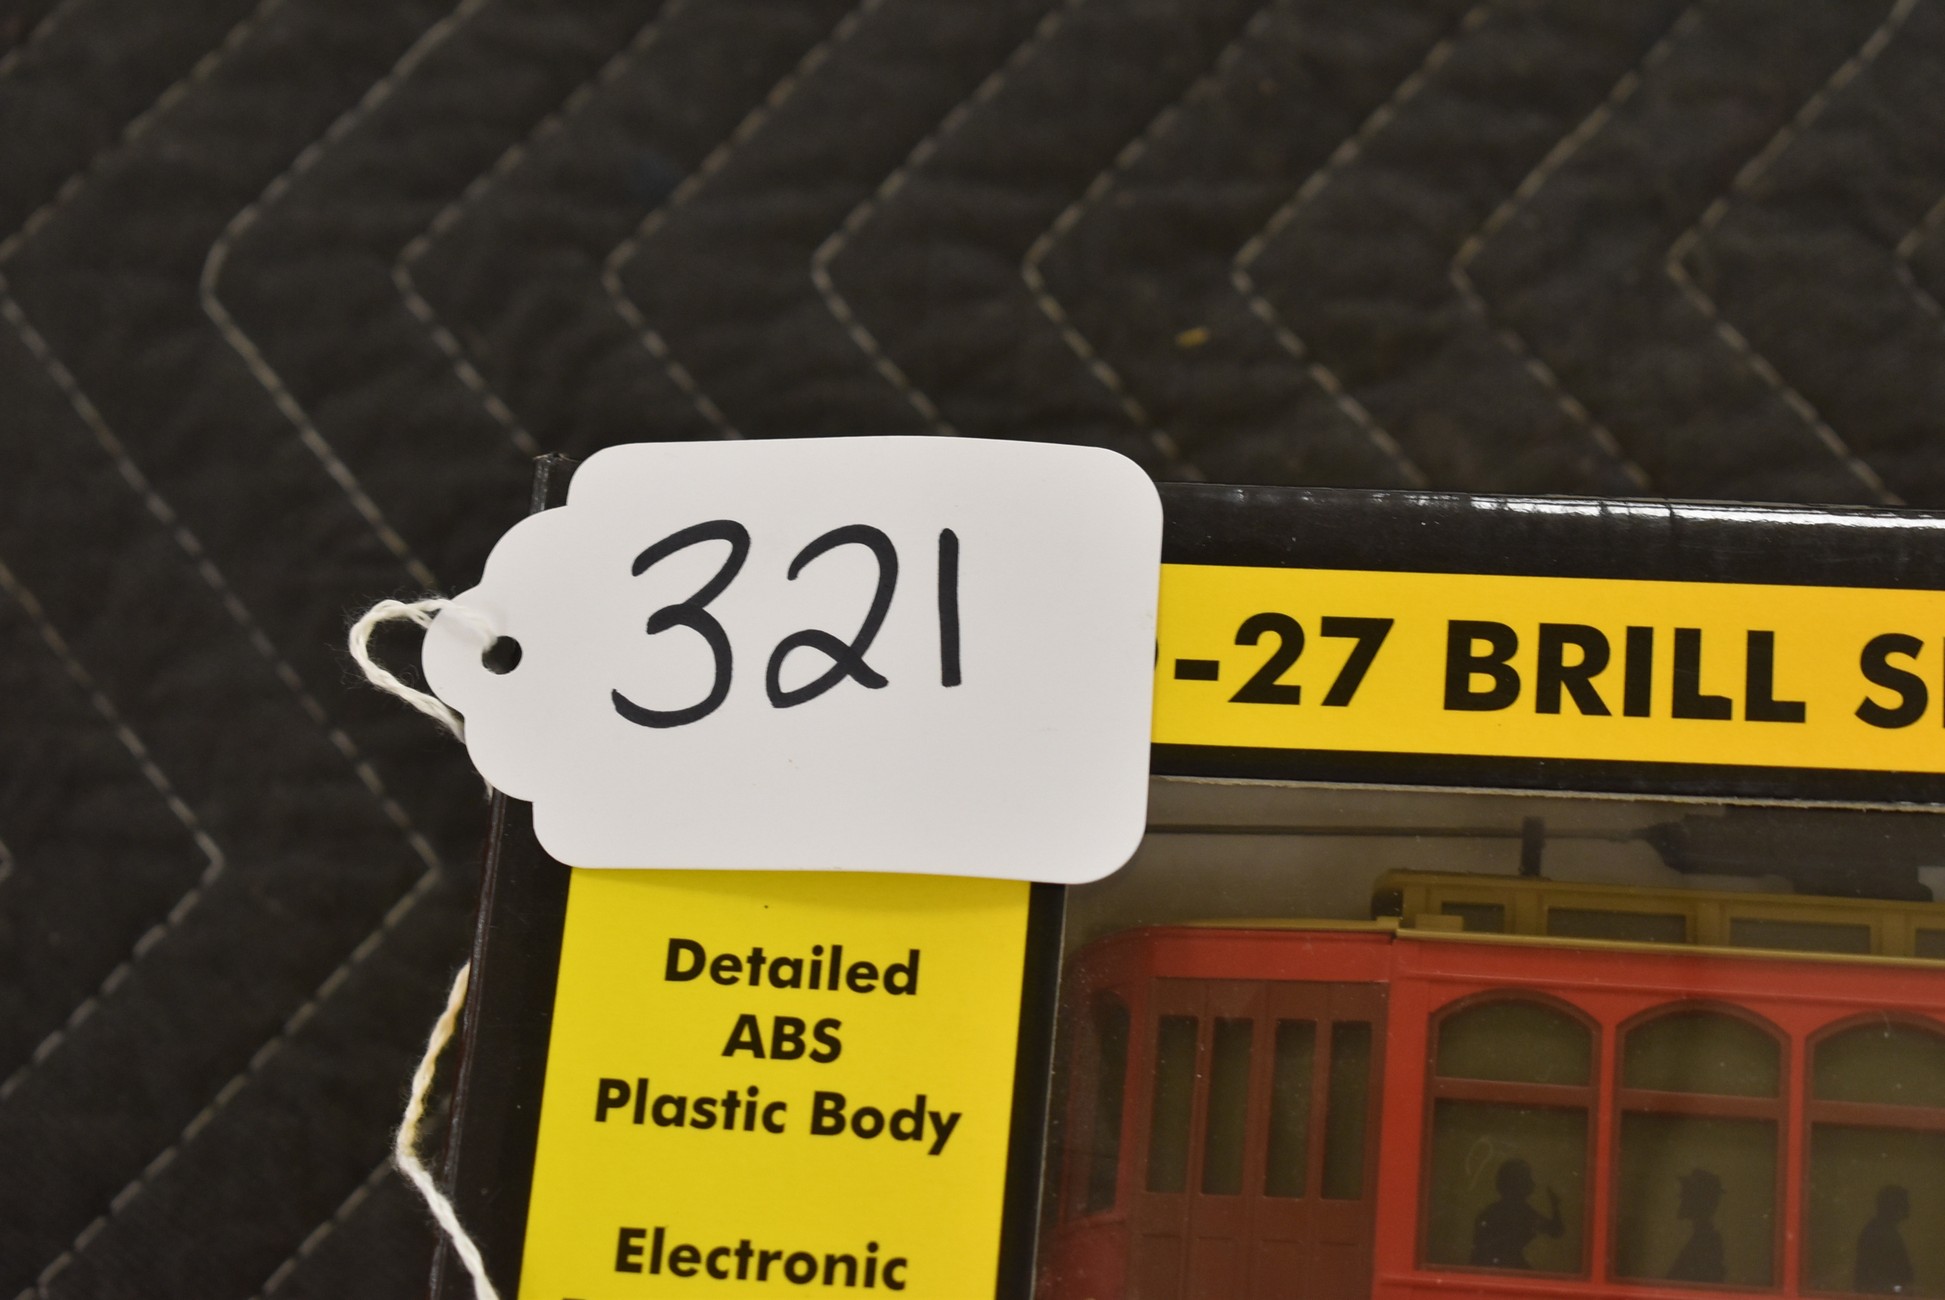 321
-27 BRILL S
Detailed
ABS
Plastic Body
Electronic